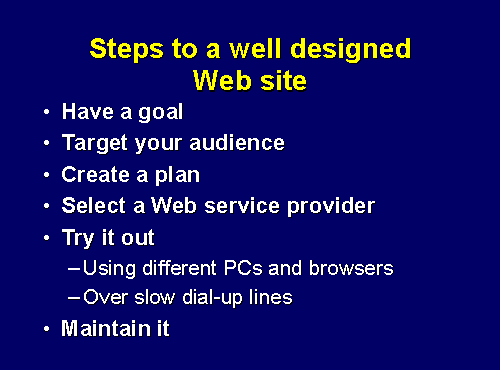 Steps to a well designed
Web site
• Have a goal
• Target your audience
• Create a plan
• Select a Web service provider
• Try it out
–Using different PCs and browsers
–Over slow dial-up lines
• Maintain it